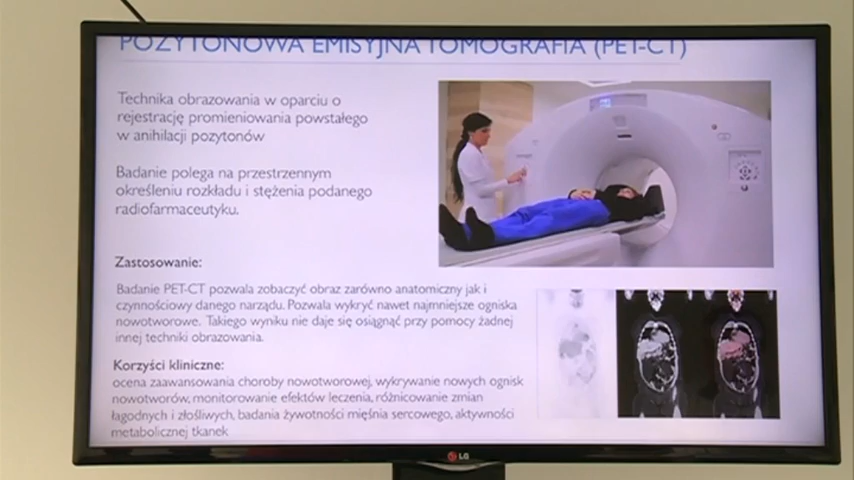 POZYTONOWA EMISYJNA TOMOGRAFIA (PET-CT)
Technika obrazowania w oparciu o
rejestrację promieniowania powstałego
w anihilacji pozytonów
Badanie polega na przestrzennym
określeniu rozkładu i stężenia podanego
radiofarmaceutyku.
Zastosowanie:
Badanie PET-CT pozwala zobaczyć obraz zarówno anatomiczny jak i
czynnościowy danego narządu. Pozwala wykryć nawet najmniejsze ogniska
nowotworowe. Takiego wyniku nie daje się osiągnąć przy pomocy żadnej
innej techniki obrazowania.
Korzyści kliniczne:
ocena zaawansowania choroby nowotworowej, wykrywanie nowych ognisk
nowotworów, monitorowanie efektów leczenia, różnicowanie zmian
łagodnych i złośliwych, badania żywotności mięśnia sercowego, aktywności
metabolicznej tkanek
LG